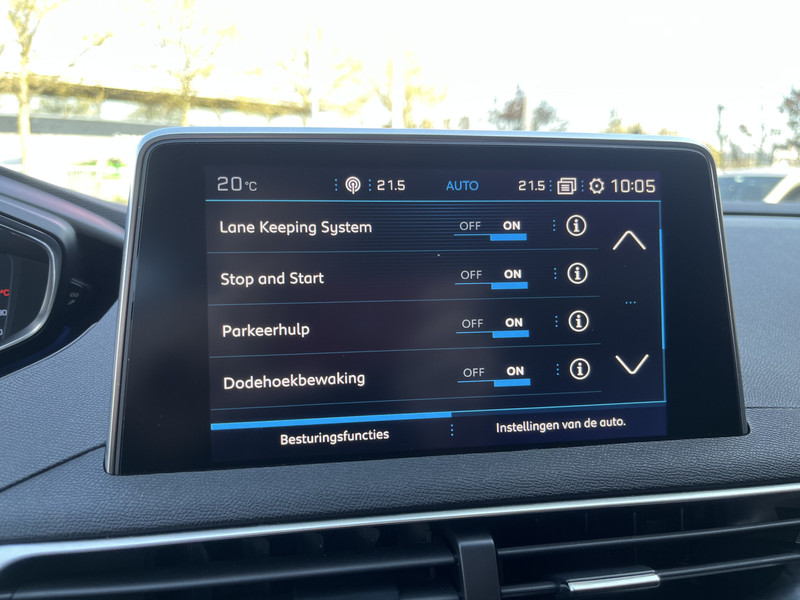 20°C 21.5 AUTO 21.5 10:05
Lane Keeping System OFF ON i
Stop and Start OFF ON i
Parkeerhulp OFF ON i
Dodehoekbewaking OFF ON i
Besturingsfuncties Instellingen van de auto.